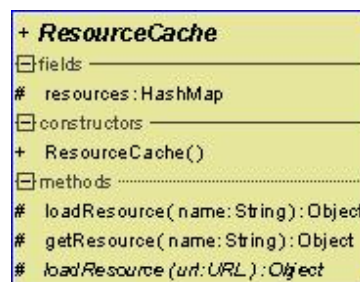 + ResourceCache
fields
# resources:HashMap
constructors
+ ResourceCache()
methods
# loadResource(name:String):Object
# getResource(name:String):Object
# loadResource(url:URL):Object